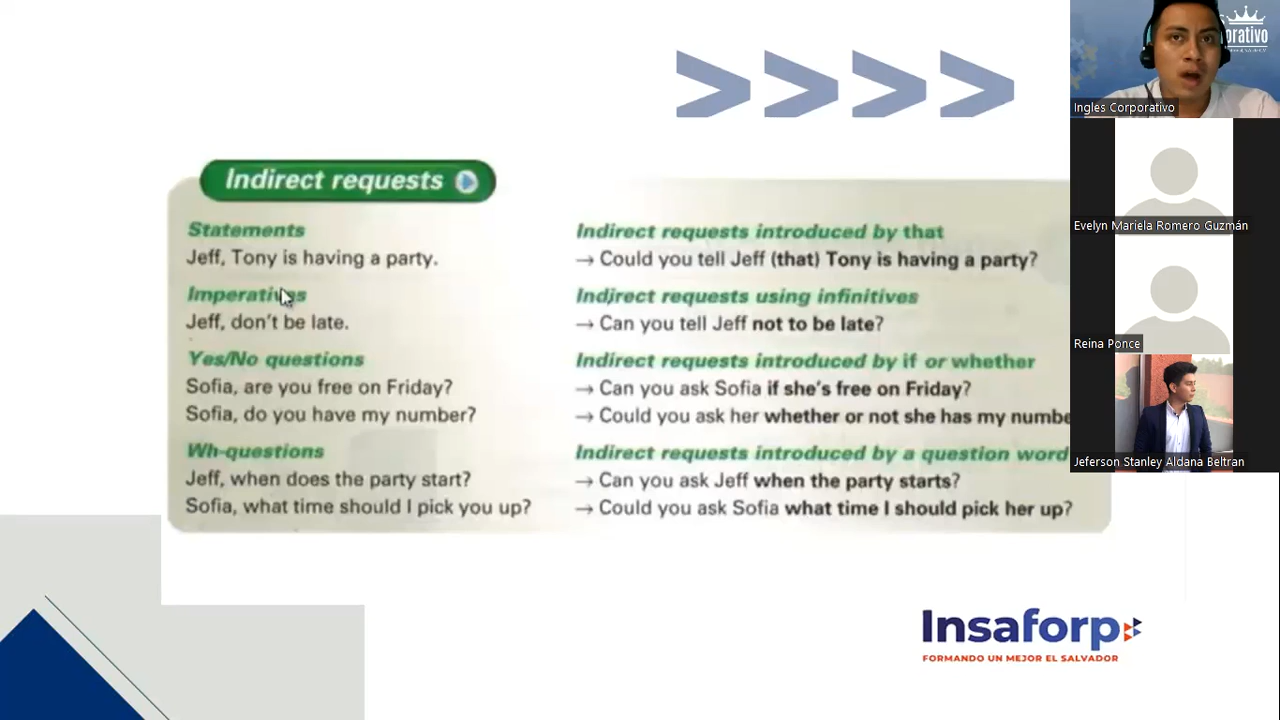 Indirect requests
Statements
Jeff, Tony is having a party.
Imperatives
Jeff, don't be late.
Yes/No questions
Sofia, are you free on Friday?
Sofia, do you have my number?
Wh-questions
Jeff, when does the party start?
Sofia, what time should I pick you up?
Indirect requests introduced by that
→ Could you tell Jeff (that) Tony is having a party?
Indirect requests using infinitives
→ Can you tell Jeff not to be late?
Indirect requests introduced by if or whether
→ Can you ask Sofia if she's free on Friday?
→ Could you ask her whether or not she has my numbe
Indirect requests introduced by a question word
→ Can you ask Jeff when the party starts?
→ Could you ask Sofia what time I should pick her up?
Insaforp
FORMANDO UN MEJOR EL SALVADOR
orativo
Ingles Corporativo
Evelyn Mariela Romero Guzmán
Reina Ponce
Jeferson Stanley Aldana Beltran